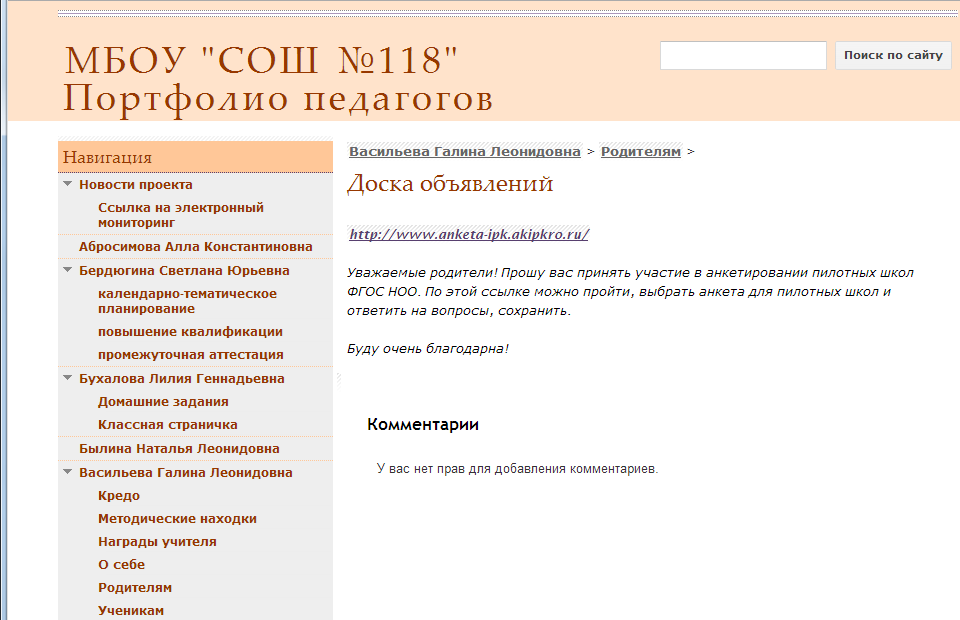 МБОУ "СОШ №118"
Портфолио педагогов
Поиск по сайту
Навигация
Новости проекта
Ссылка на электронный
мониторинг
Абросимова Алла Константиновна
Бердюгина Светлана Юрьевна
календарно-тематическое
планирование
повышение квалификации
промежуточная аттестация
Бухалова Лилия Геннадьевна
Домашние задания
Классная страничка
Былина Наталья Леонидовна
Васильева Галина Леонидовна
Кредо
Методические находки
Награды учителя
О себе
Родителям
Ученикам
Васильева Галина Леонидовна > Родителям >
Доска объявлений
http://www.anketa-ipk.akipkro.ru/
Уважаемые родители! Прошу вас принять участие в анкетировании пилотных школ
ФГОС НОО. По этой ссылке можно пройти, выбрать анкета для пилотных школ и
ответить на вопросы, сохранить.
Буду очень благодарна!
Комментарии
У вас нет прав для добавления комментариев.